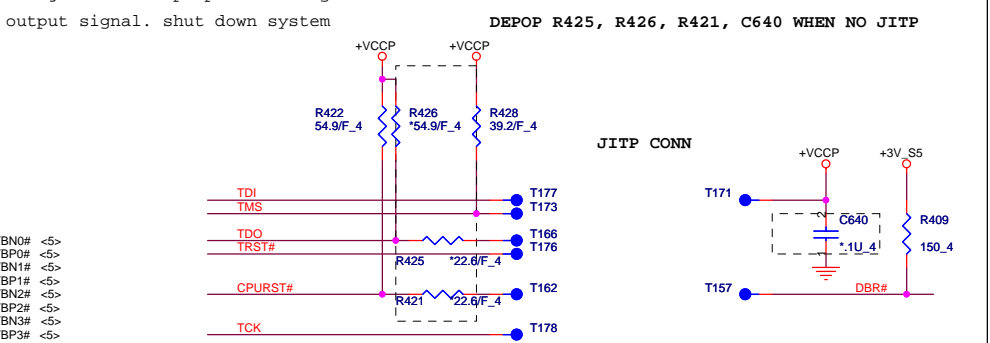 output signal. shut down system
DEPOP R425, R426, R421, C640 WHEN NO JITP
+VCCP
+VCCP
R422
54.9/F_4
R426
*54.9/F_4
R428
39.2/F_4
JITP CONN
+VCCP
+3V_S5
TDI
T177
TMS
T173
T171
2
C640
*.1U_4
1
R409
150_4
TDO
T166
TRST#
T176
R425
*22.6/F_4
CPURST#
T162
R421
*22.6/F_4
T157
DBR#
TCK
T178
BN0# <5>
BP0# <5>
BN1# <5>
BP1# <5>
BN2# <5>
BP2# <5>
BN3# <5>
BP3# <5>